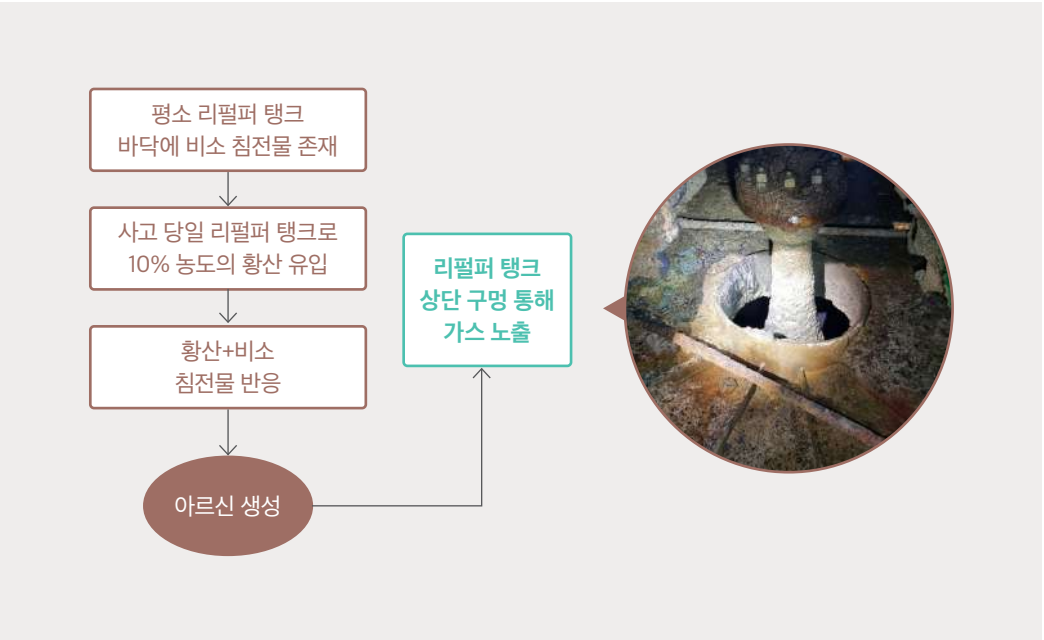 평소 리펄퍼 탱크
바닥에 비소 침전물 존재
사고 당일 리펄퍼 탱크로
10% 농도의 황산 유입
황산+비소
침전물 반응
아르신 생성
리펄퍼 탱크
상단 구멍 통해
가스 노출